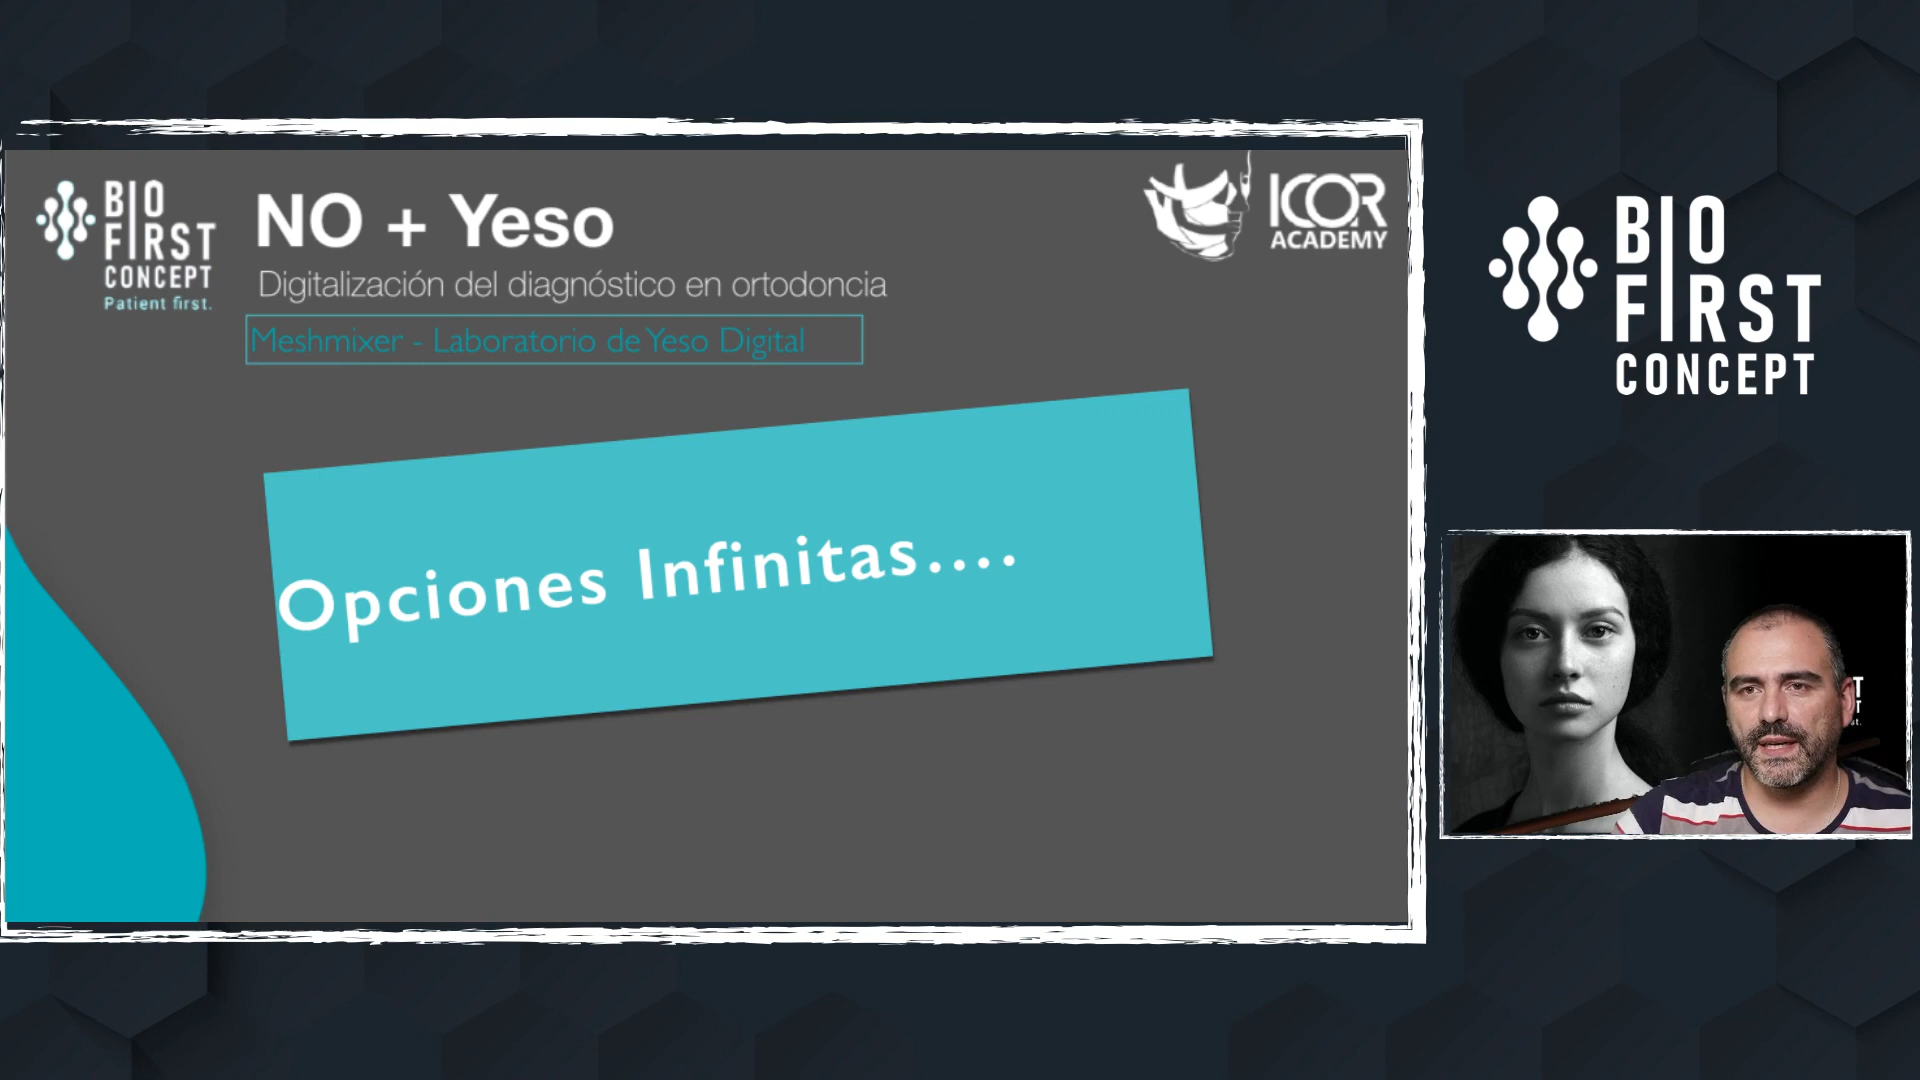 BIO
FIRST
CONCEPT
Patient first.
NO + Yeso
Digitalización del diagnóstico en ortodoncia
Meshmixer - Laboratorio de Yeso Digital
ICOR
ACADEMY
Opciones Infinitas....
BIO
FIRST
CONCEPT